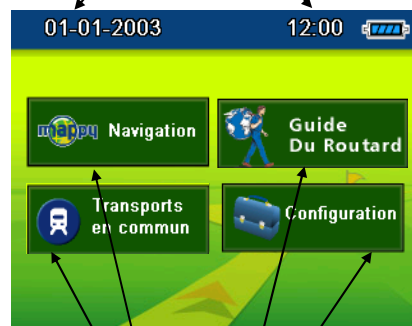 01-01-2003 12:00
mappy Navigation
Guide
Du Routard
Transports
en commun
Configuration